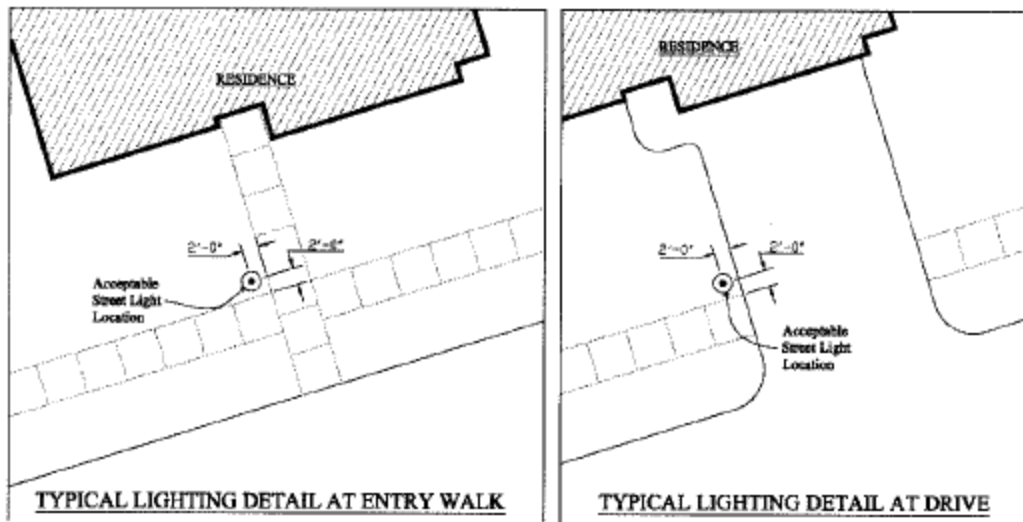 RESIDENCE
2'-0"
2'-0"
Acceptable
Street Light
Location
TYPICAL LIGHTING DETAIL AT ENTRY WALK
RESIDENCE
2'-0"
2'-0"
Acceptable
Street Light
Location
TYPICAL LIGHTING DETAIL AT DRIVE